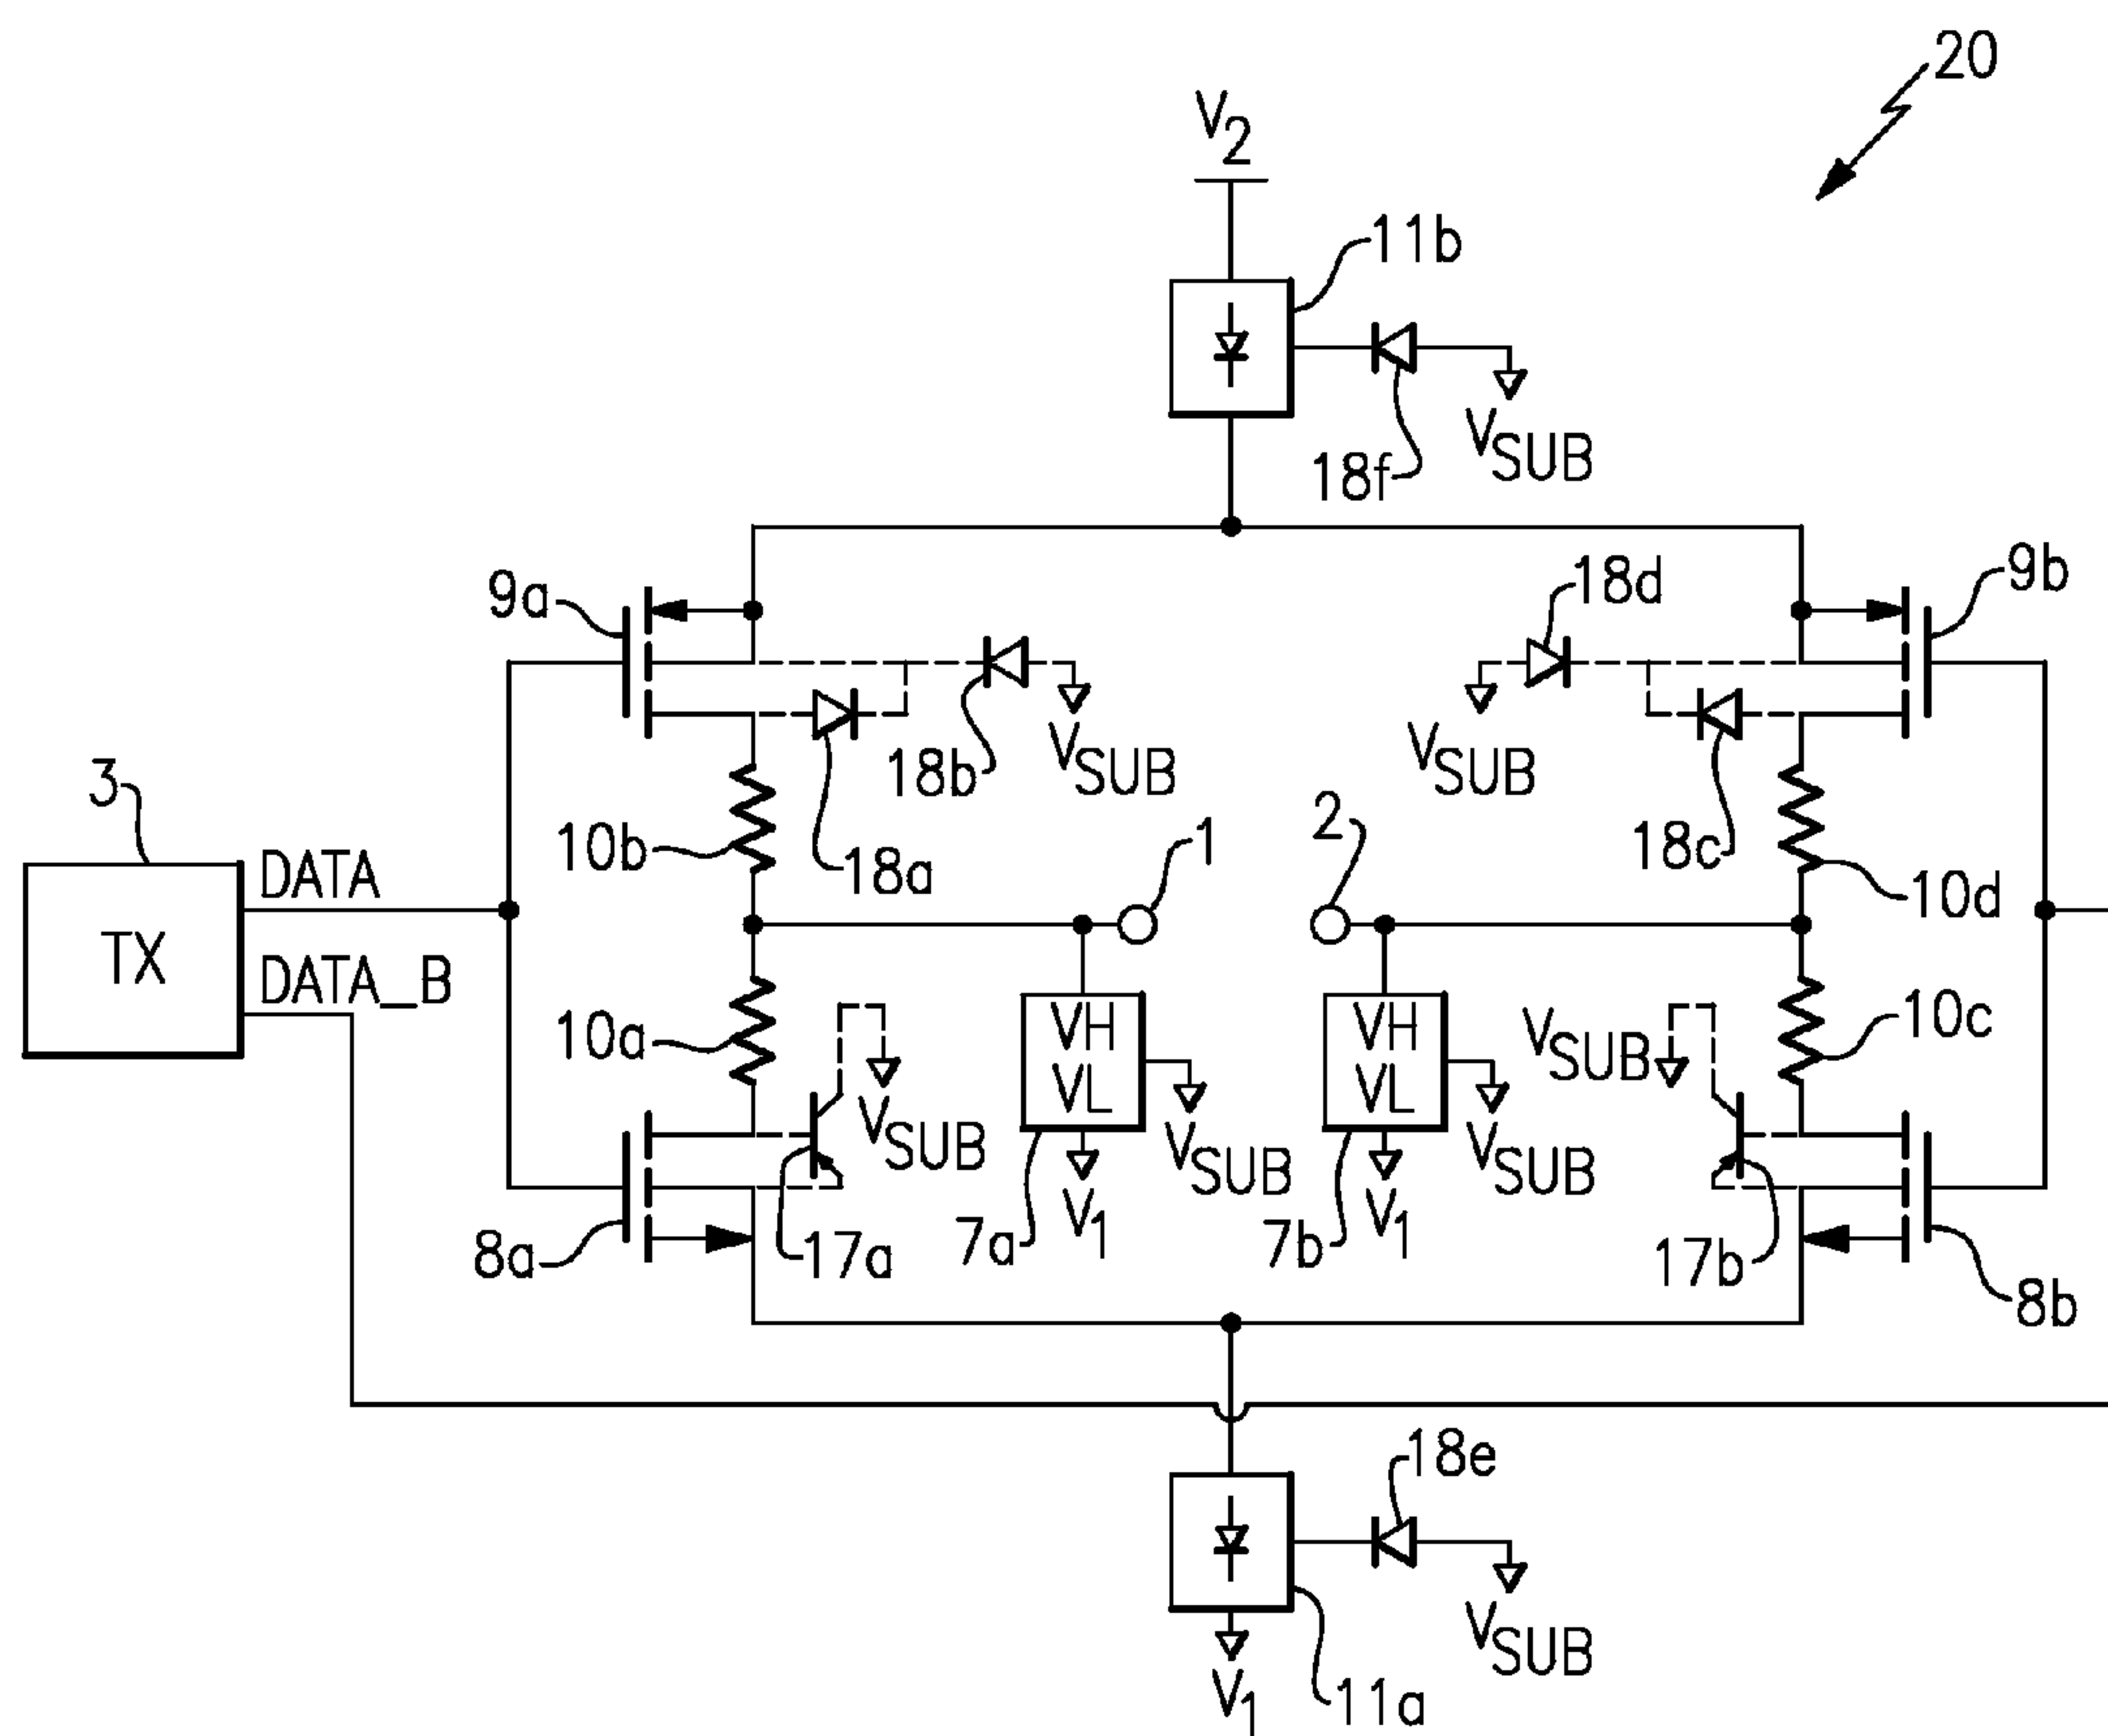 20
V2
11b
18f
VSUB
9a
18d
9b
18b
VSUB
VSUB
3
10b
18a
1
2
18c
10d
DATA
TX
DATA_B
10a
VSUB
VH
VL
VSUB
V1
VH
VL
VSUB
V1
VSUB
10c
8a
17a
7a
7b
17b
8b
18e
VSUB
V1
11a